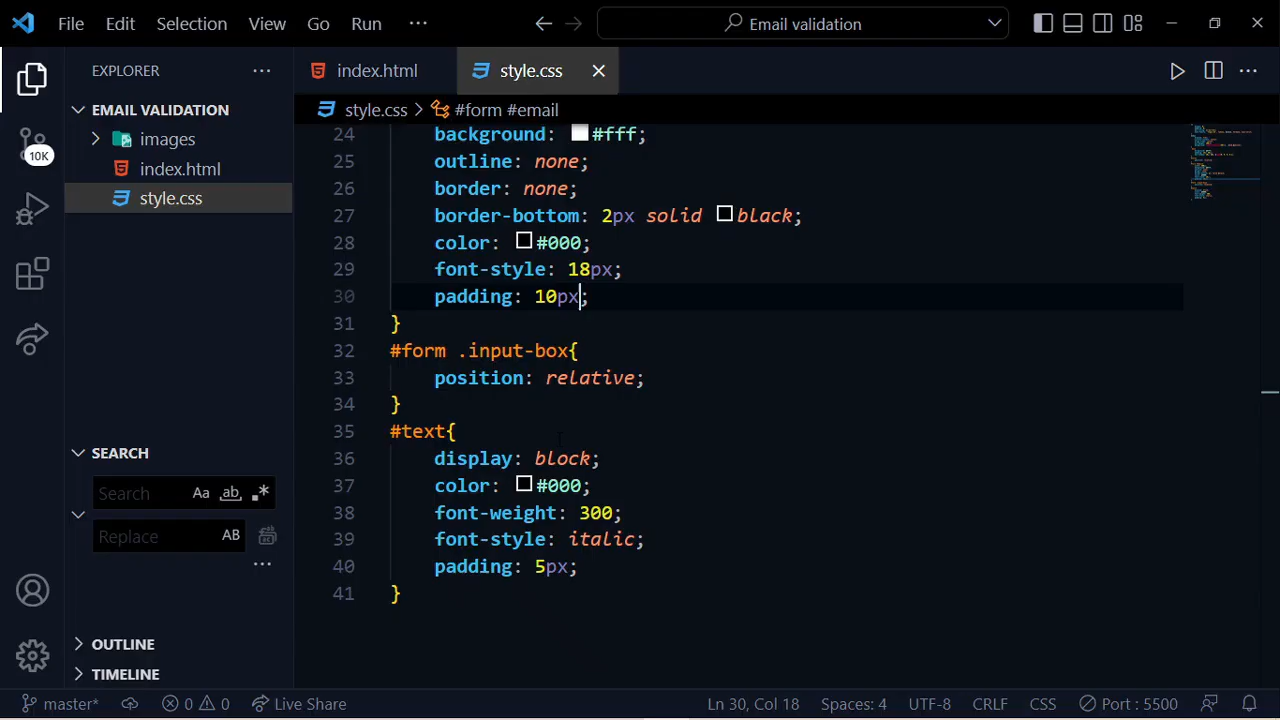 File Edit Selection View Go Run ··· Email validation
EXPLORER ···
index.html style.css
EMAIL VALIDATION
style.css > #form #email
images
index.html
style.css
10K
24 background: #fff;
25 outline: none;
26 border: none;
27 border-bottom: 2px solid black;
28 color: #000;
29 font-style: 18px;
30 padding: 10px;
31 }
32 #form .input-box{
33 position: relative;
34 }
35 #text{
36 display: block;
37 color: #000;
38 font-weight: 300;
39 font-style: italic;
40 padding: 5px;
41 }
SEARCH
Search Aa ab
Replace AB
···
OUTLINE
TIMELINE
master* 0 0 Live Share Ln 30, Col 18 Spaces: 4 UTF-8 CRLF CSS Port : 5500